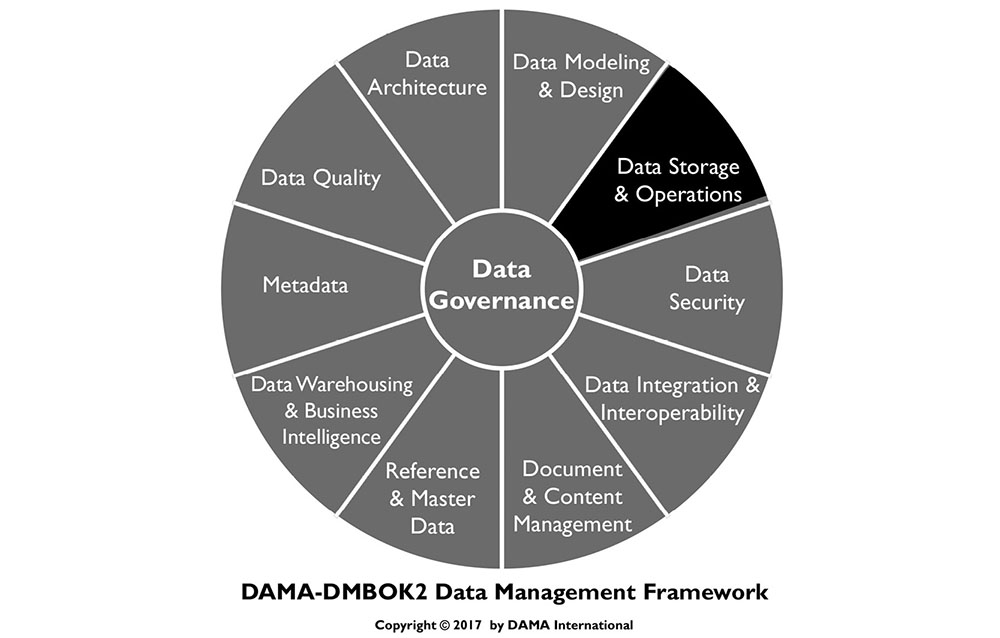 Data
Architecture
Data Modeling
& Design
Data Storage
& Operations
Data
Security
Data Integration &
Interoperability
Document
& Content
Management
Reference
& Master
Data
Data Warehousing
& Business
Intelligence
Metadata
Data Quality
Data
Governance
DAMA-DMBOK2 Data Management Framework
Copyright © 2017 by DAMA International